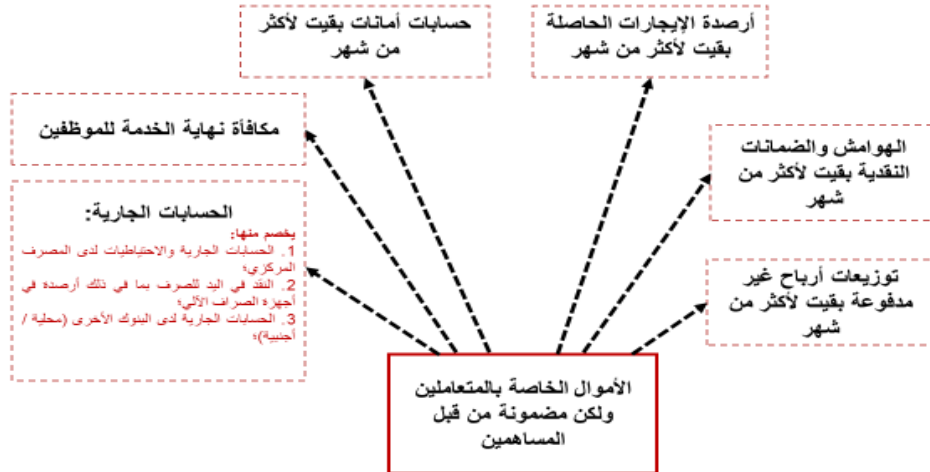 أرصدة الإيجارات الحاصلة
بقيت لأكثر من شهر
حسابات أمانات بقيت لأكثر
من شهر
مكافأة نهاية الخدمة للموظفين
الهوامش والضمانات
النقدية بقيت لأكثر من
شهر
الحسابات الجارية:
يخصم منها:
1. الحسابات الجارية والاحتياطيات لدى المصرف
المركزي؛
2. النقد في اليد للصرف بما في ذلك أرصدة في
أجهزة الصراف الآلي؛
3. الحسابات الجارية لدى البنوك الأخرى (محلية /
أجنبية)؛
توزيعات أرباح غير
مدفوعة بقيت لأكثر من
شهر
الأموال الخاصة بالمتعاملين
ولكن مضمونة من قبل
المساهمين